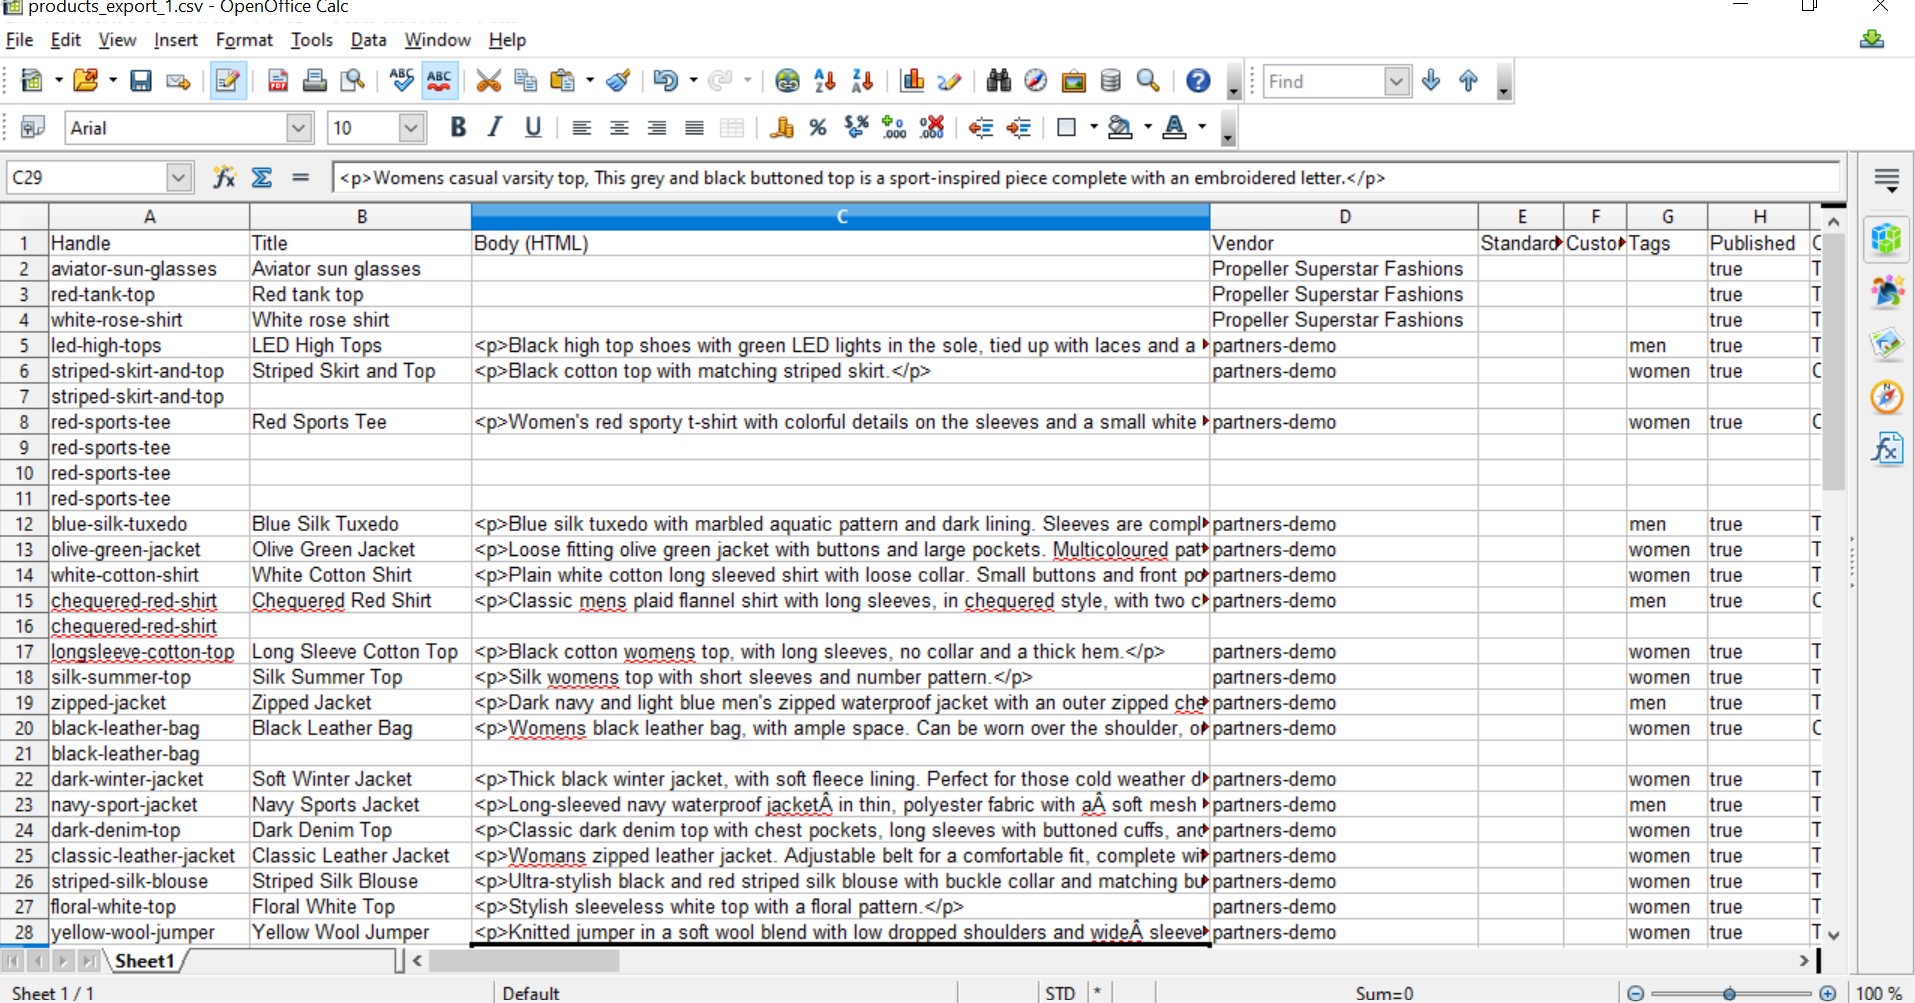 products_export_1.csv - OpenOffice Calc
File Edit View Insert Format Tools Data Window Help
Find
Arial 10
C29 <p>Womens casual varsity top, This grey and black buttoned top is a sport-inspired piece complete with an embroidered letter.</p>
A B C D E F G H
1 Handle Title Body (HTML) Vendor Standard Custo Tags Published
2 aviator-sun-glasses Aviator sun glasses Propeller Superstar Fashions true T
3 red-tank-top Red tank top Propeller Superstar Fashions true T
4 white-rose-shirt White rose shirt Propeller Superstar Fashions true T
5 led-high-tops LED High Tops <p>Black high top shoes with green LED lights in the sole, tied up with laces and a partners-demo men true T
6 striped-skirt-and-top Striped Skirt and Top <p>Black cotton top with matching striped skirt.</p> partners-demo women true
7 striped-skirt-and-top
8 red-sports-tee Red Sports Tee <p>Women's red sporty t-shirt with colorful details on the sleeves and a small white partners-demo women true
9 red-sports-tee
10 red-sports-tee
11 red-sports-tee
12 blue-silk-tuxedo Blue Silk Tuxedo <p>Blue silk tuxedo with marbled aquatic pattern and dark lining. Sleeves are compl partners-demo men true T
13 olive-green-jacket Olive Green Jacket <p>Loose fitting olive green jacket with buttons and large pockets. Multicoloured pat partners-demo women true T
14 white-cotton-shirt White Cotton Shirt <p>Plain white cotton long sleeved shirt with loose collar. Small buttons and front po partners-demo women true T
15 chequered-red-shirt Chequered Red Shirt <p>Classic mens plaid flannel shirt with long sleeves, in chequered style, with two c partners-demo men true
16 chequered-red-shirt
17 longsleeve-cotton-top Long Sleeve Cotton Top <p>Black cotton womens top, with long sleeves, no collar and a thick hem.</p> partners-demo women true T
18 silk-summer-top Silk Summer Top <p>Silk womens top with short sleeves and number pattern.</p> partners-demo women true T
19 zipped-jacket Zipped Jacket <p>Dark navy and light blue men's zipped waterproof jacket with an outer zipped che partners-demo men true T
20 black-leather-bag Black Leather Bag <p>Womens black leather bag, with ample space. Can be worn over the shoulder, o partners-demo women true
21 black-leather-bag
22 dark-winter-jacket Soft Winter Jacket <p>Thick black winter jacket, with soft fleece lining. Perfect for those cold weather d partners-demo women true T
23 navy-sport-jacket Navy Sports Jacket <p>Long-sleeved navy waterproof jacketÂ in thin, polyester fabric with aÂ soft mesh partners-demo men true T
24 dark-denim-top Dark Denim Top <p>Classic dark denim top with chest pockets, long sleeves with buttoned cuffs, and partners-demo women true T
25 classic-leather-jacket Classic Leather Jacket <p>Womans zipped leather jacket. Adjustable belt for a comfortable fit, complete wi partners-demo women true T
26 striped-silk-blouse Striped Silk Blouse <p>Ultra-stylish black and red striped silk blouse with buckle collar and matching bu partners-demo women true T
27 floral-white-top Floral White Top <p>Stylish sleeveless white top with a floral pattern.</p> partners-demo women true T
28 yellow-wool-jumper Yellow Wool Jumper <p>Knitted jumper in a soft wool blend with low dropped shoulders and wideÂ sleeve partners-demo women true T
Sheet1
Sheet 1 / 1 Default STD * Sum=0 100 %